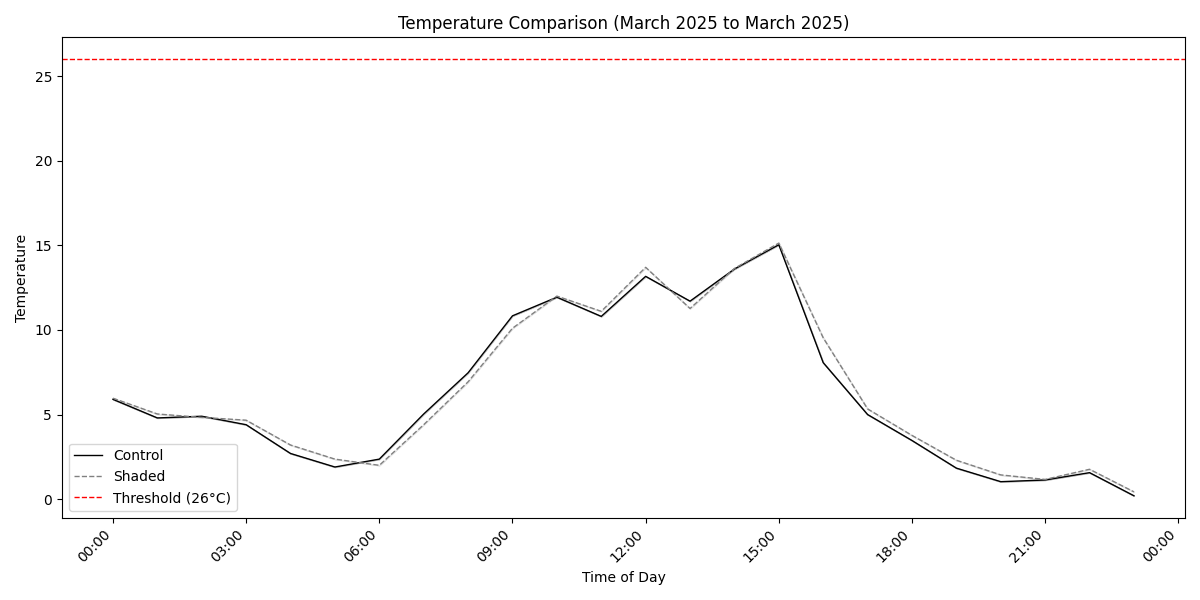 Temperature Comparison (March 2025 to March 2025)
25
20
15
10
5
0
Temperature
Control
Shaded
Threshold (26°C)
00:00
03:00
06:00
09:00
12:00
15:00
18:00
21:00
00:00
Time of Day